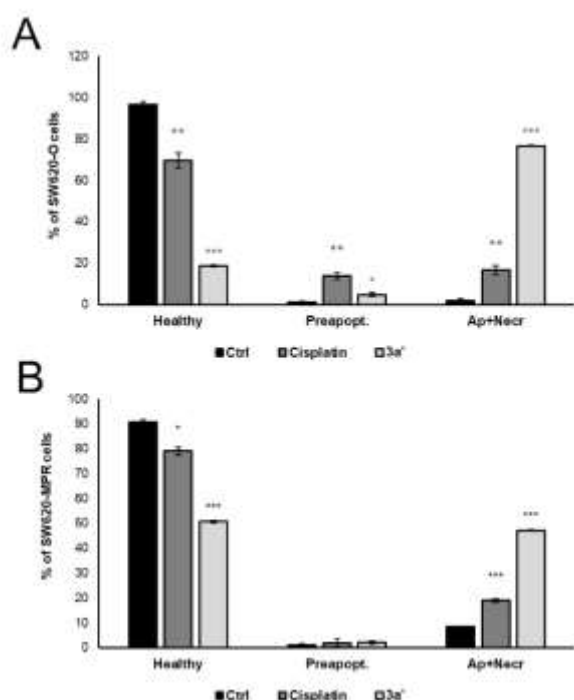 A
% of SW620-O cells
120
100
80
60
40
20
0
** *** ** * ** ***
Healthy Preapopt. Ap+Necr
Ctrl Cisplatin 3a'
B
% of SW620-MPR cells
100
90
80
70
60
50
40
30
20
10
0
* *** *** ***
Healthy Preapopt. Ap+Necr
Ctrl Cisplatin 3a'